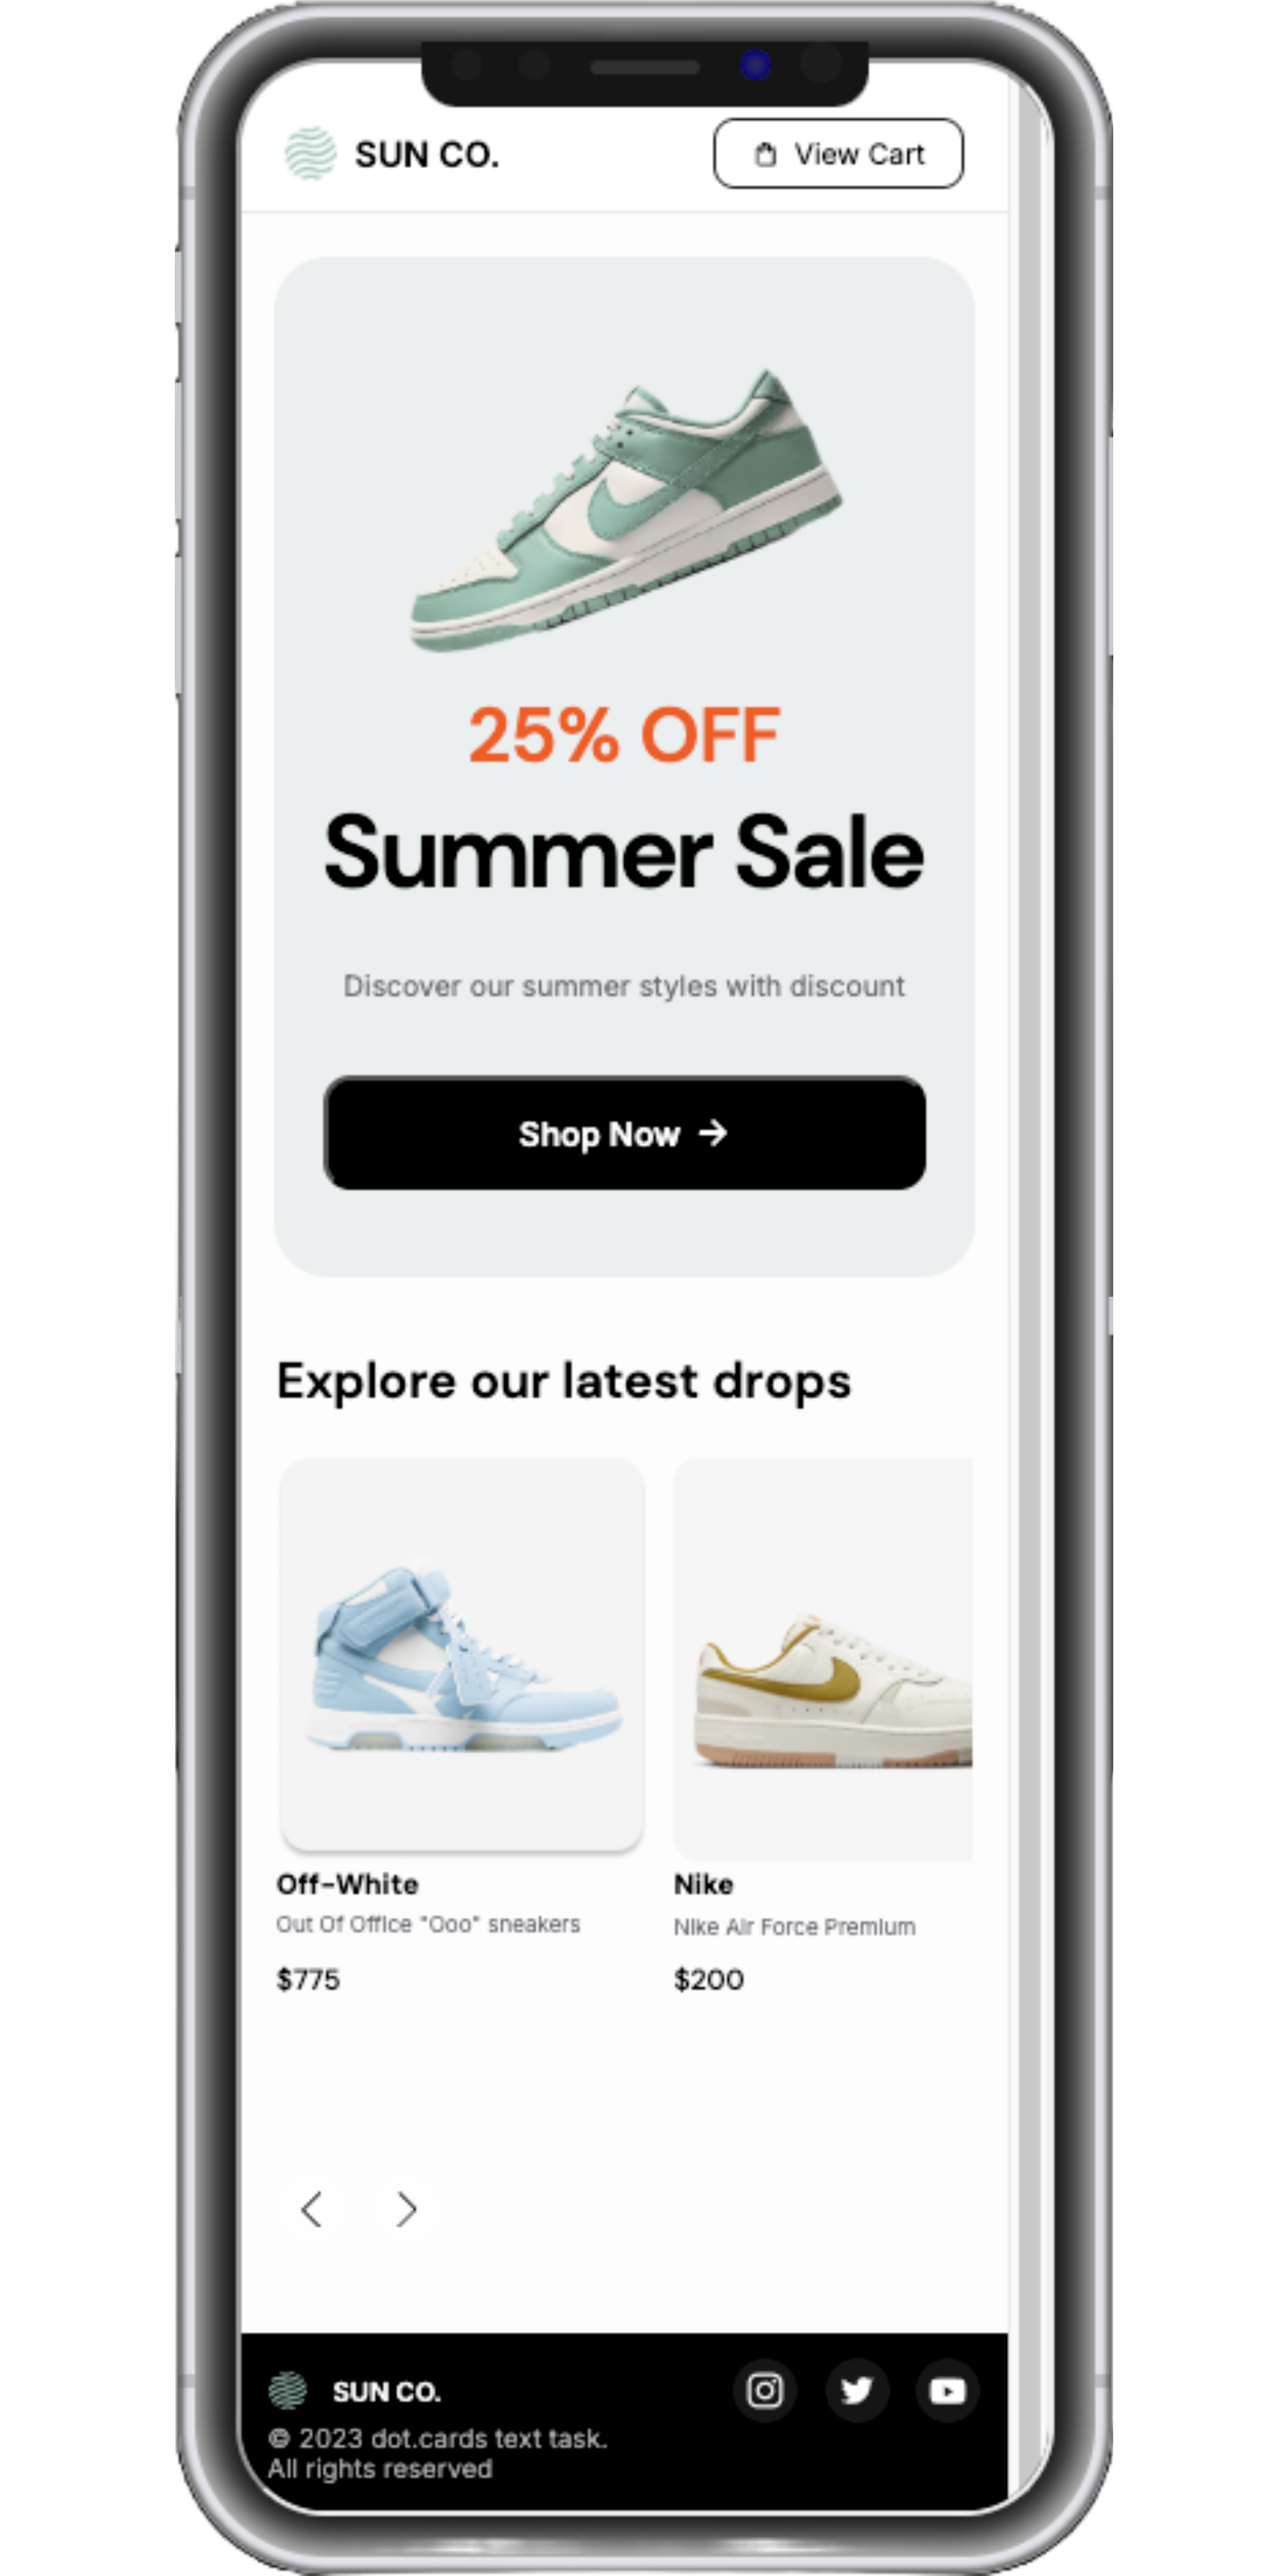 SUN CO.
View Cart
25% OFF
Summer Sale
Discover our summer styles with discount
Shop Now →
Explore our latest drops
Off-White
Out Of Office "Ooo" sneakers
$775
Nike
Nike Air Force Premium
$200
SUN CO.
© 2023 dot.cards text task.
All rights reserved